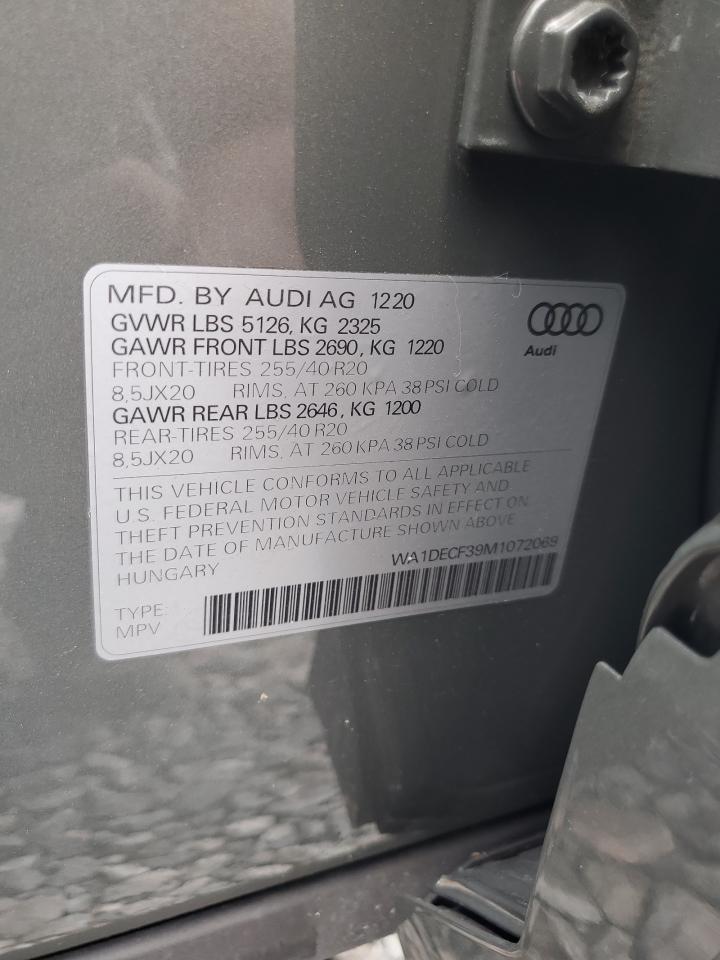 MFD. BY AUDI AG 1220
GVWR LBS 5126, KG 2325
GAWR FRONT LBS 2690, KG 1220
FRONT-TIRES 255/40 R20
8,5JX20 RIMS, AT 260 KPA 38 PSI COLD
GAWR REAR LBS 2646, KG 1200
REAR-TIRES 255/40 R20
8,5JX20 RIMS, AT 260 KPA 38 PSI COLD
Audi
THIS VEHICLE CONFORMS TO ALL APPLICABLE
U.S. FEDERAL MOTOR VEHICLE SAFETY AND
THEFT PREVENTION STANDARDS IN EFFECT ON
THE DATE OF MANUFACTURE SHOWN ABOVE
HUNGARY WA1DECF39M1072069
TYPE:
MPV